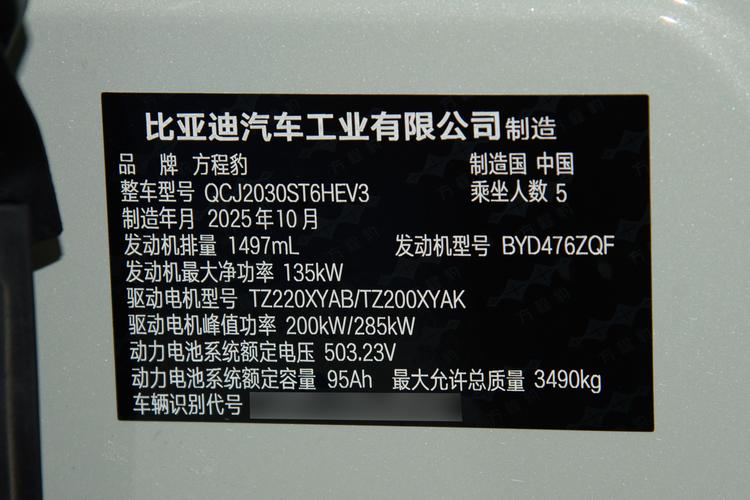 比亚迪汽车工业有限公司制造
品 牌 方程豹 制造国 中国
整车型号 QCJ2030ST6HEV3 乘坐人数 5
制造年月 2025年10月
发动机排量 1497mL 发动机型号 BYD476ZQF
发动机最大净功率 135kW
驱动电机型号 TZ220XYAB/TZ200XYAK
驱动电机峰值功率 200kW/285kW
动力电池系统额定电压 503.23V
动力电池系统额定容量 95Ah 最大允许总质量 3490kg
车辆识别代号